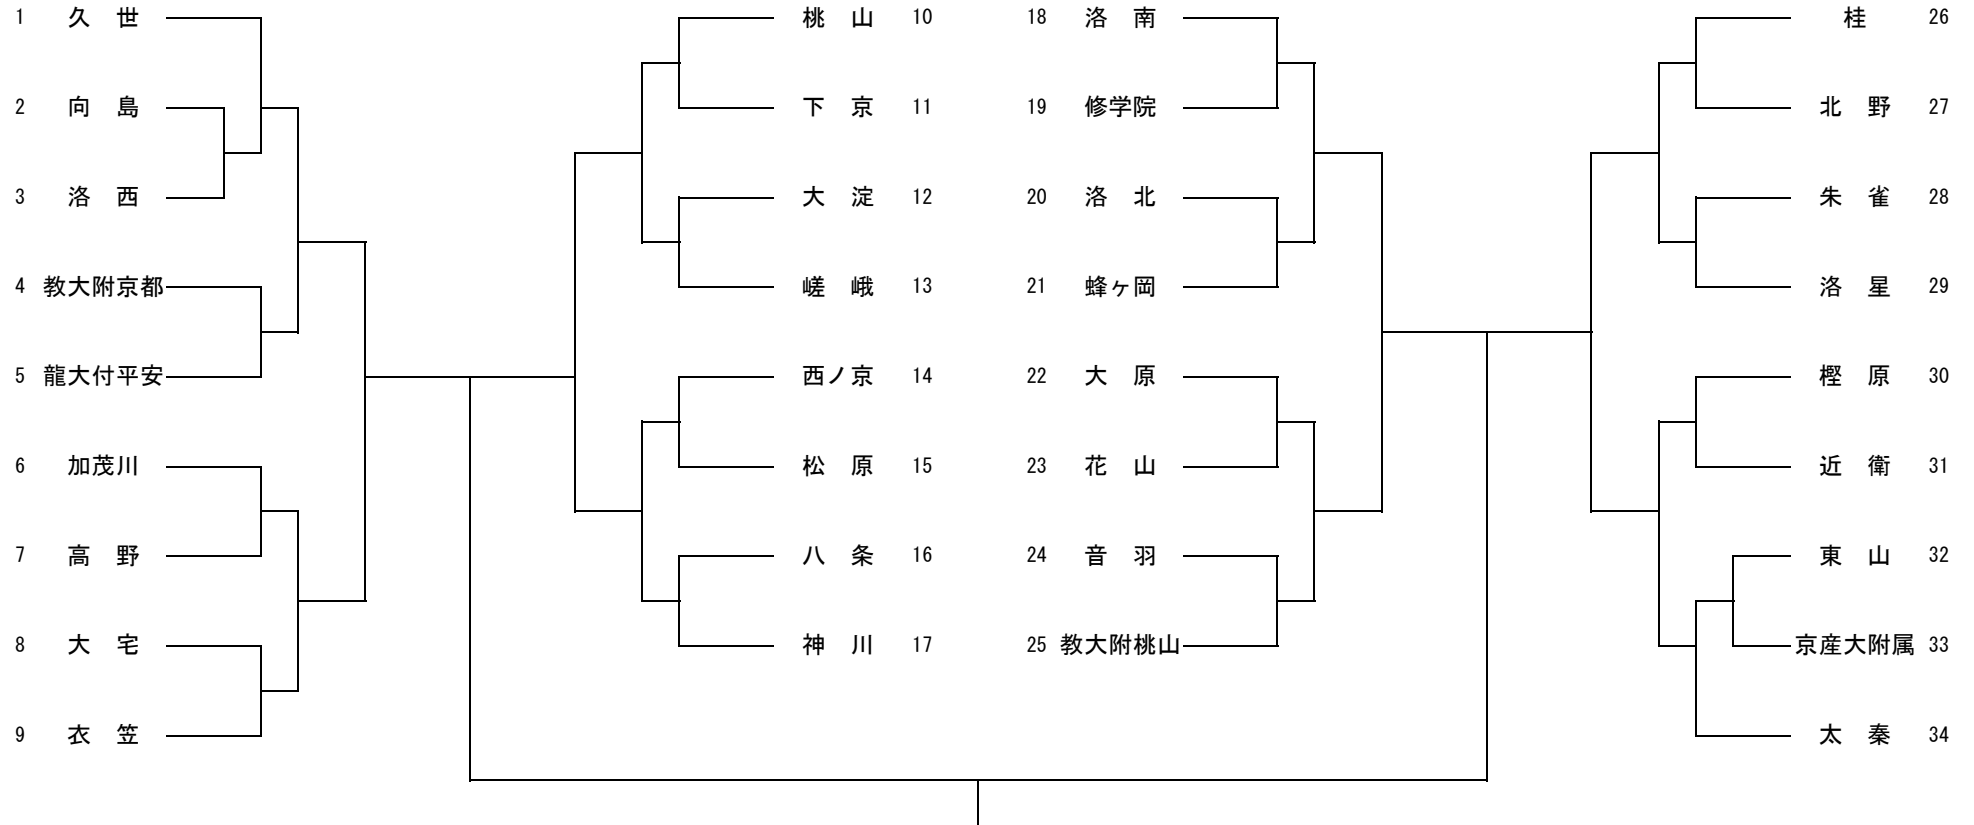 1 久 世
2 向 島
3 洛 西
4 教大附京都
5 龍大付平安
6 加茂川
7 高 野
8 大 宅
9 衣 笠
桃 山 10
下 京 11
大 淀 12
嵯 峨 13
西ノ京 14
松 原 15
八 条 16
神 川 17
18 洛 南
19 修学院
20 洛 北
21 蜂ヶ岡
22 大 原
23 花 山
24 音 羽
25 教大附桃山
桂 26
北 野 27
朱 雀 28
洛 星 29
樫 原 30
近 衛 31
東 山 32
京産大附属 33
太 秦 34